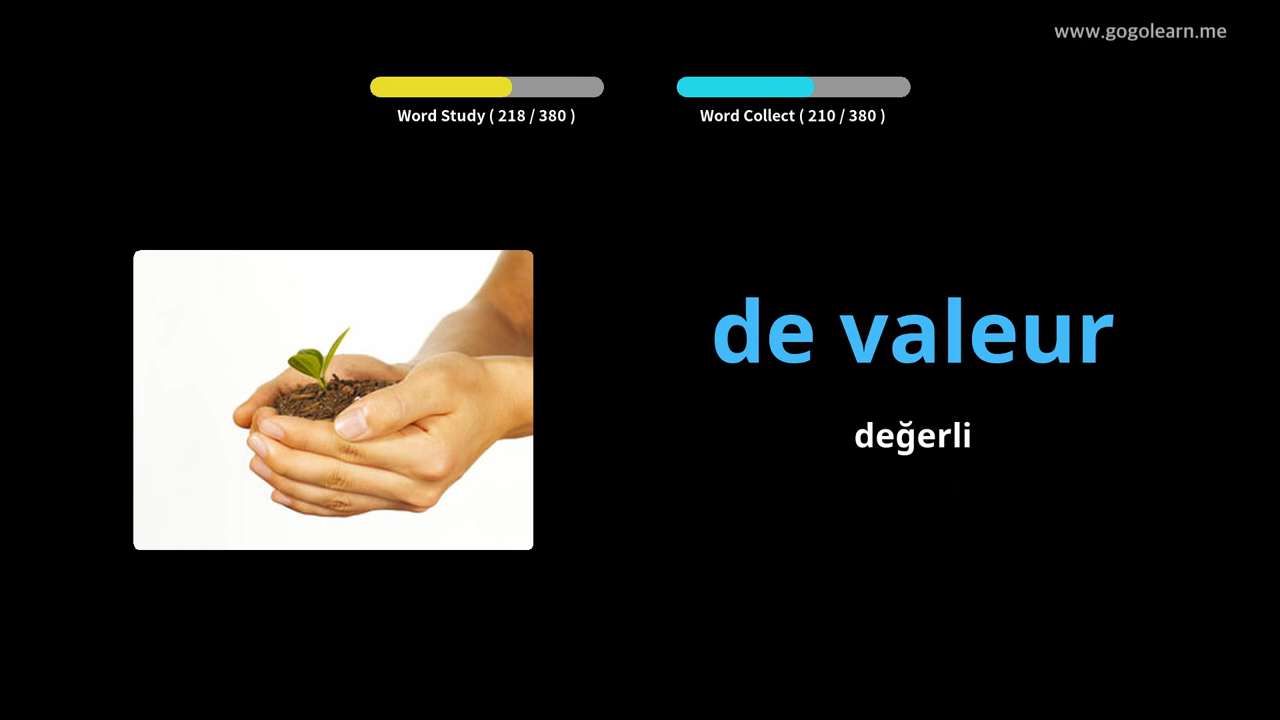 www.gogolearn.me
Word Study ( 218 / 380 )
Word Collect ( 210 / 380 )
de valeur
değerli